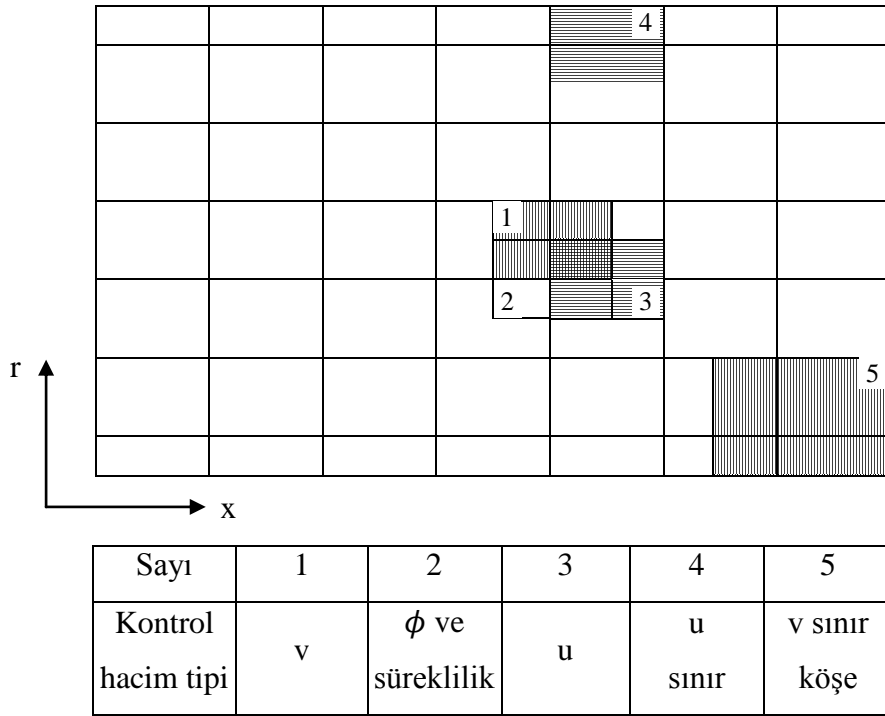 4
1
2
3
5
r
x
Sayı 1 2 3 4 5
Kontrol hacim tipi v ϕ ve süreklilik u u sınır v sınır köşe